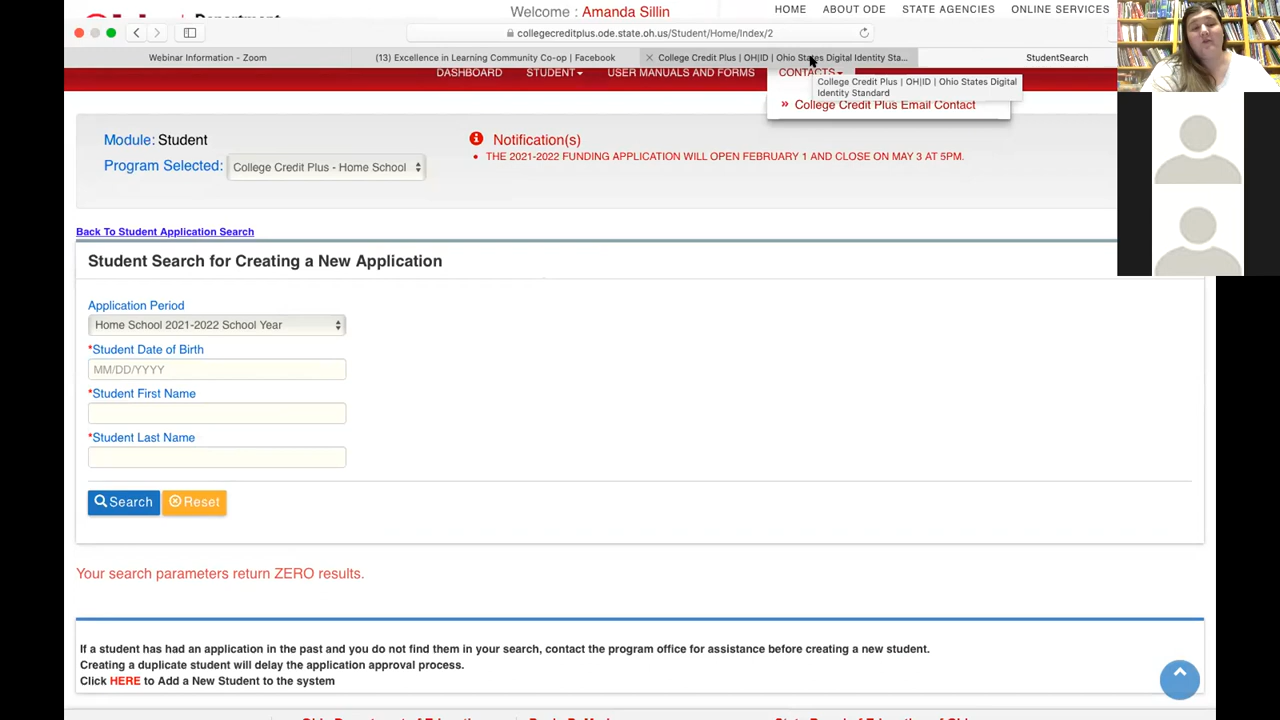 Welcome : Amanda Sillin
HOME ABOUT ODE STATE AGENCIES ONLINE SERVICES
collegecreditplus.ode.state.oh.us/Student/Home/Index/2
Webinar Information - Zoom (13) Excellence in Learning Community Co-op | Facebook College Credit Plus | OH|ID | Ohio States Digital Identity Sta... StudentSearch
DASHBOARD STUDENT USER MANUALS AND FORMS CONTACTS
College Credit Plus | OH|ID | Ohio States Digital
Identity Standard
» College Credit Plus Email Contact
Module: Student
Program Selected: College Credit Plus - Home School
Notification(s)
• THE 2021-2022 FUNDING APPLICATION WILL OPEN FEBRUARY 1 AND CLOSE ON MAY 3 AT 5PM.
Back To Student Application Search
Student Search for Creating a New Application
Application Period
Home School 2021-2022 School Year
*Student Date of Birth
MM/DD/YYYY
*Student First Name
*Student Last Name
Search Reset
Your search parameters return ZERO results.
If a student has had an application in the past and you do not find them in your search, contact the program office for assistance before creating a new student.
Creating a duplicate student will delay the application approval process.
Click HERE to Add a New Student to the system